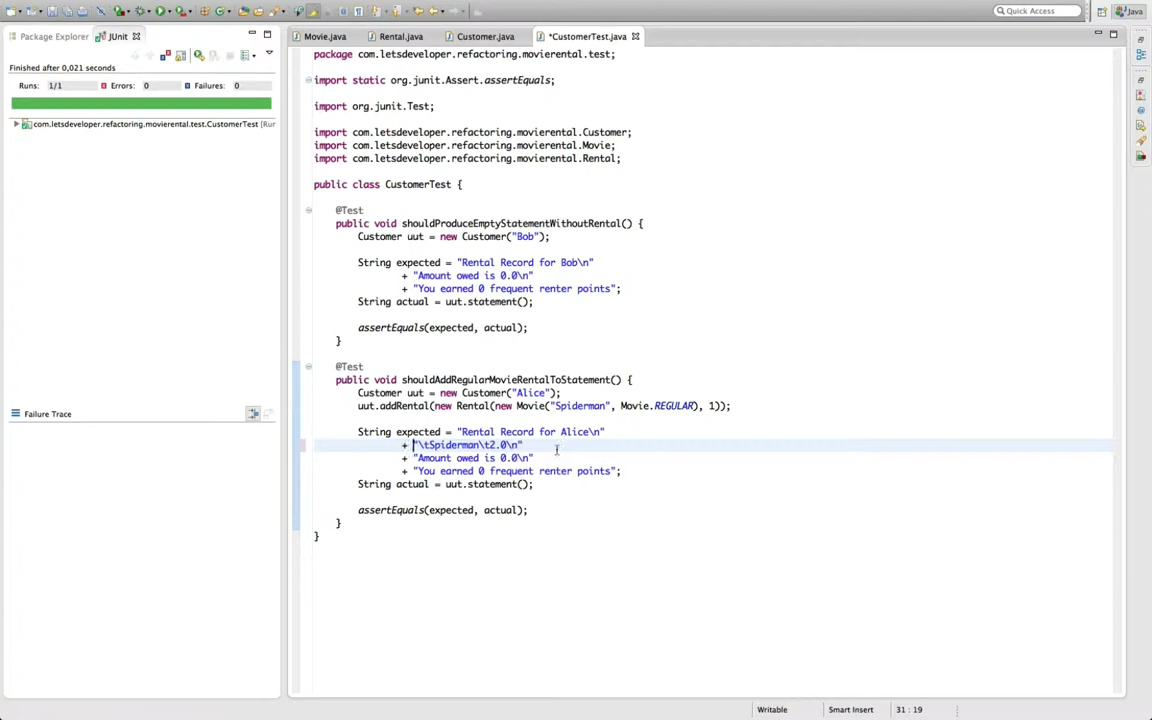 Quick Access
Java
Package Explorer
JUnit
Movie.java
Rental.java
Customer.java
*CustomerTest.java
Finished after 0,021 seconds
Runs: 1/1
Errors: 0
Failures: 0
com.letsdeveloper.refactoring.movierental.test.CustomerTest [Run
Failure Trace
package com.letsdeveloper.refactoring.movierental.test;
import static org.junit.Assert.assertEquals;
import org.junit.Test;
import com.letsdeveloper.refactoring.movierental.Customer;
import com.letsdeveloper.refactoring.movierental.Movie;
import com.letsdeveloper.refactoring.movierental.Rental;
public class CustomerTest {
@Test
public void shouldProduceEmptyStatementWithoutRental() {
Customer uut = new Customer("Bob");
String expected = "Rental Record for Bob\n"
+ "Amount owed is 0.0\n"
+ "You earned 0 frequent renter points";
String actual = uut.statement();
assertEquals(expected, actual);
}
@Test
public void shouldAddRegularMovieRentalToStatement() {
Customer uut = new Customer("Alice");
uut.addRental(new Rental(new Movie("Spiderman", Movie.REGULAR), 1));
String expected = "Rental Record for Alice\n"
+ "\tSpiderman\t2.0\n"
+ "Amount owed is 0.0\n"
+ "You earned 0 frequent renter points";
String actual = uut.statement();
assertEquals(expected, actual);
}
}
Writable
Smart Insert
31 : 19